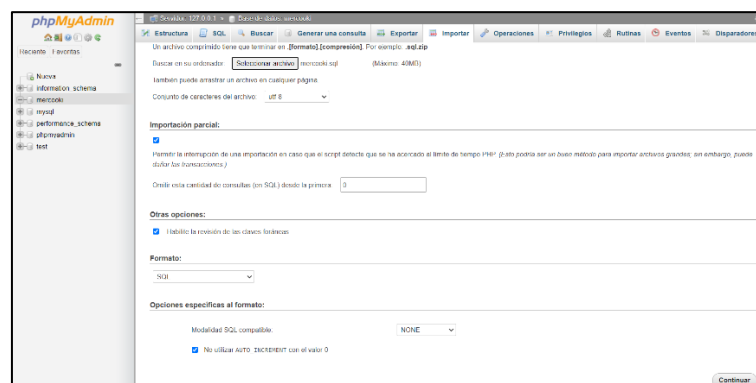 phpMyAdmin
Reciente Favoritas
Nueva
information_schema
mercooki
mysql
performance_schema
phpmyadmin
test
Servidor: 127.0.0.1 » Base de datos: mercooki
Estructura SQL Buscar Generar una consulta Exportar Importar Operaciones Privilegios Rutinas Eventos Disparadores
Un archivo comprimido tiene que terminar en .[formato].[compresión]. Por ejemplo: .sql.zip
Buscar en su ordenador: Seleccionar archivo mercooki.sql (Máximo: 40MB)
También puede arrastrar un archivo en cualquier página.
Conjunto de caracteres del archivo: utf-8
Importación parcial:
Permitir la interrupción de una importación en caso que el script detecte que se ha acercado al límite de tiempo PHP. (Esto podría ser un buen método para importar archivos grandes; sin embargo, puede
dañar las transacciones.)
Omitir esta cantidad de consultas (en SQL) desde la primera: 0
Otras opciones:
Habilite la revisión de las claves foráneas
Formato:
SQL
Opciones específicas al formato:
Modalidad SQL compatible: NONE
No utilizar AUTO_INCREMENT con el valor 0
Continuar